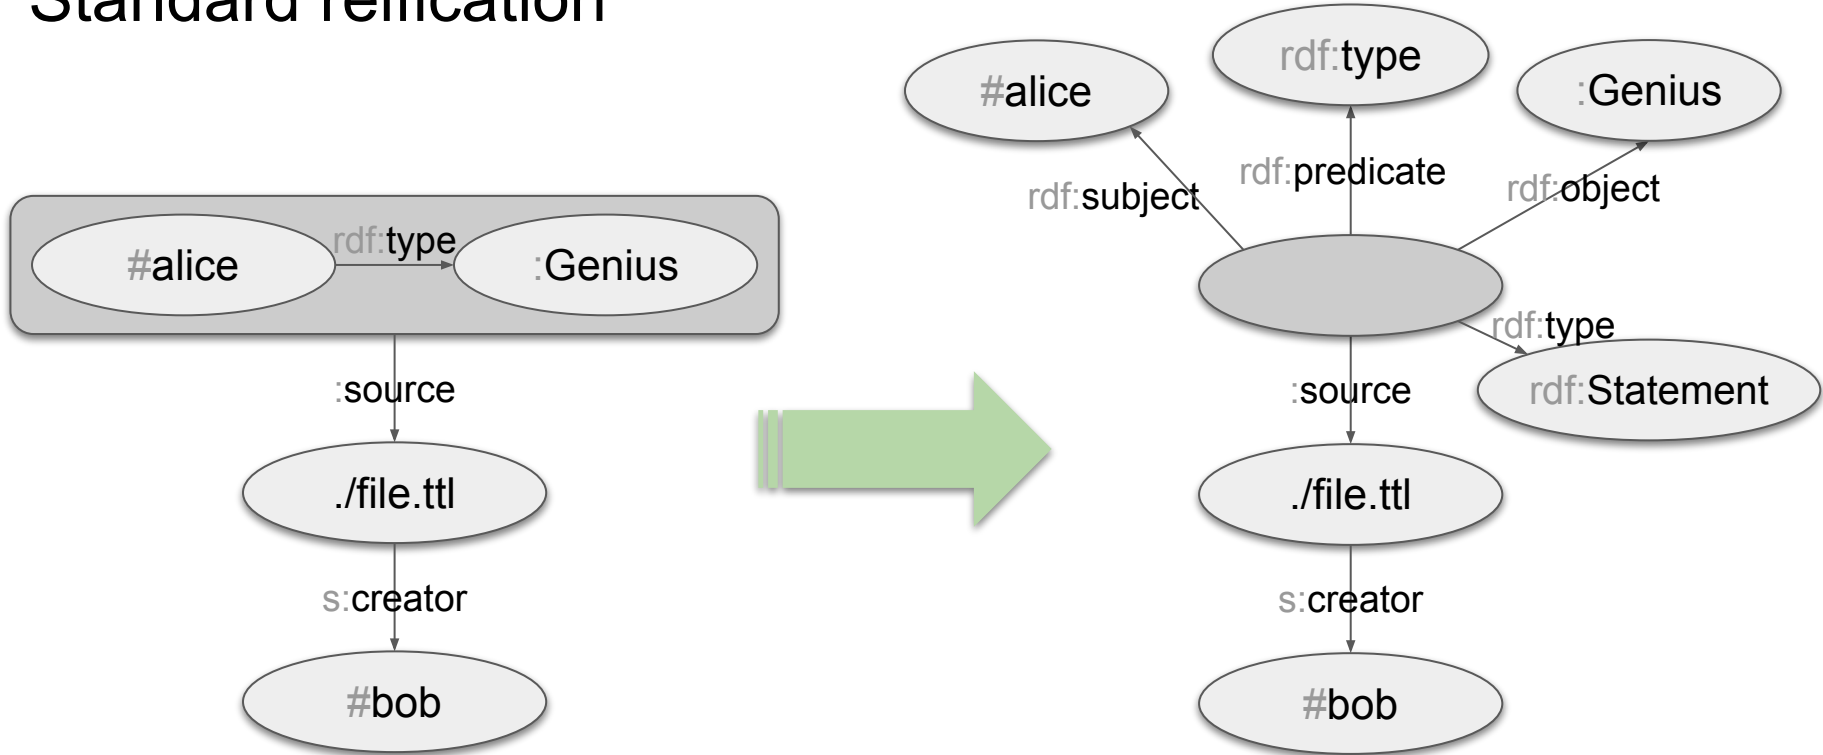 Standard reification
#alice
rdf:type
:Genius
:source
./file.ttl
s:creator
#bob
#alice
rdf:type
:Genius
rdf:subject
rdf:predicate
rdf:object
rdf:type
rdf:Statement
:source
./file.ttl
s:creator
#bob